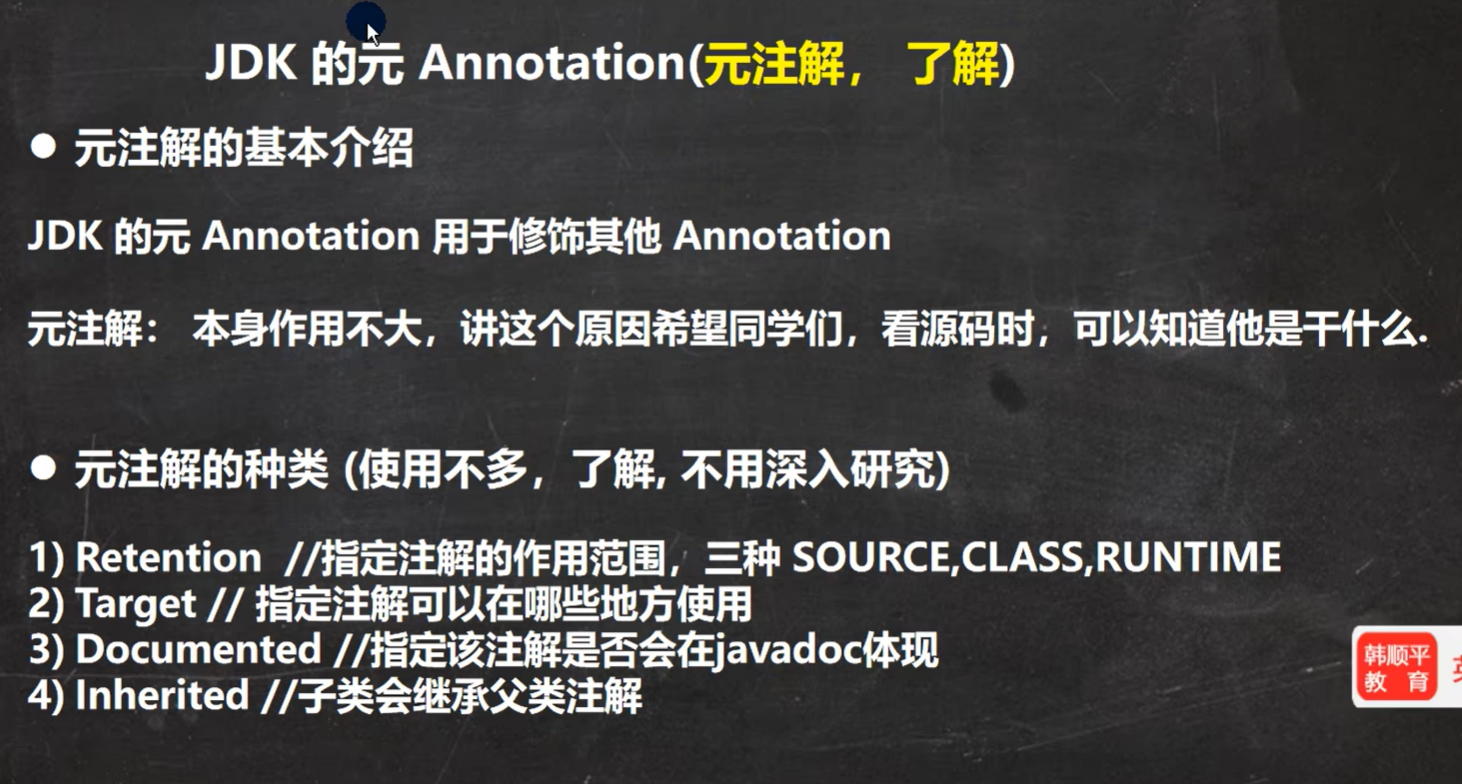 JDK 的元 Annotation(元注解， 了解)
● 元注解的基本介绍
JDK 的元 Annotation 用于修饰其他 Annotation
元注解： 本身作用不大，讲这个原因希望同学们，看源码时，可以知道他是干什么.
● 元注解的种类 (使用不多，了解, 不用深入研究)
1) Retention //指定注解的作用范围，三种 SOURCE,CLASS,RUNTIME
2) Target // 指定注解可以在哪些地方使用
3) Documented //指定该注解是否会在javadoc体现
4) Inherited //子类会继承父类注解
韩顺平
教 育